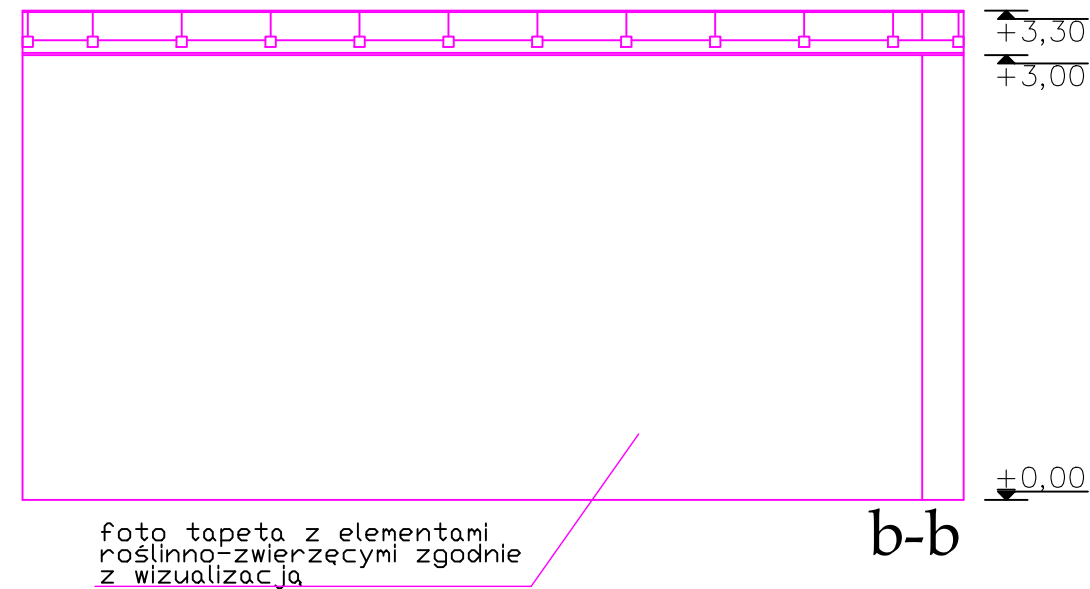 +3,30
+3,00
+0,00
b-b
foto tapeta z elementami
roślinno-zwierzęcymi zgodnie
z wizualizacją